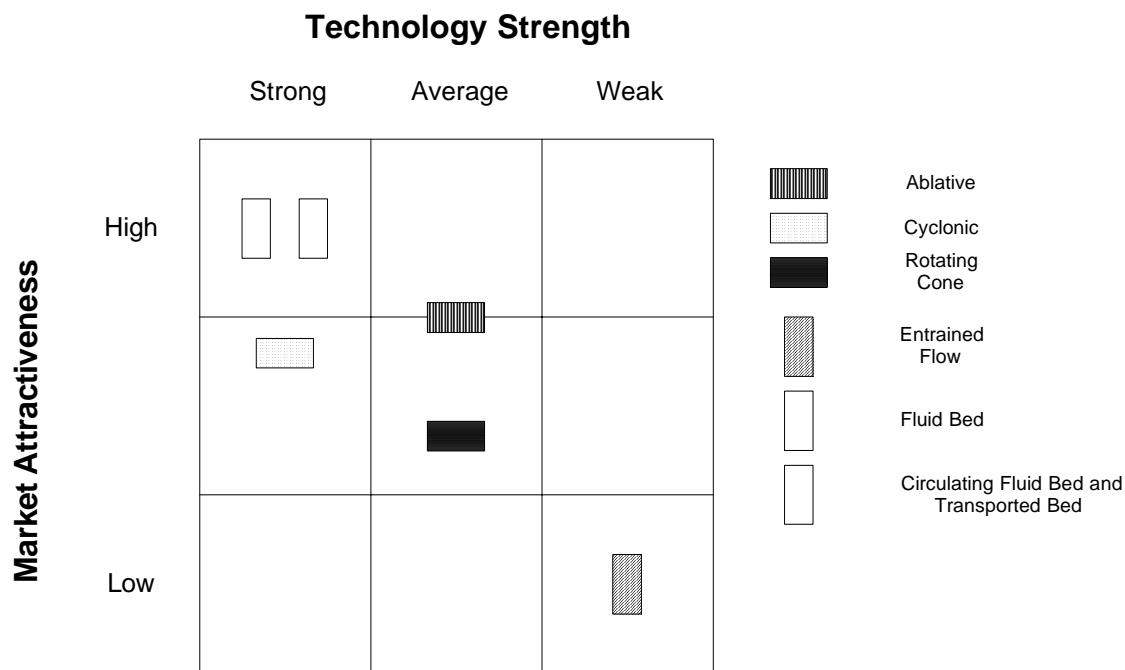 Technology Strength
Strong Average Weak
Market Attractiveness
High
Low
Ablative
Cyclonic
Rotating
Cone
Entrained
Flow
Fluid Bed
Circulating Fluid Bed and
Transported Bed